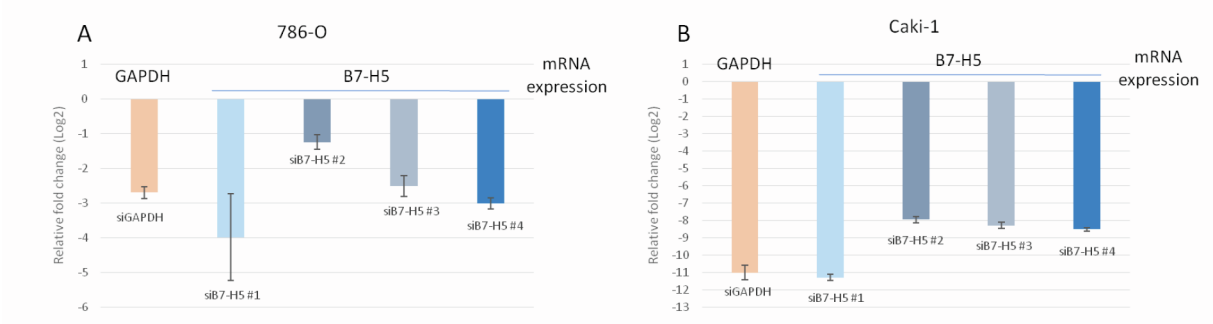 A
786-O
GAPDH
B7-H5
mRNA
expression
Relative fold change (Log2)
1
0
-1
-2
-3
-4
-5
-6
siGAPDH
siB7-H5 #1
siB7-H5 #2
siB7-H5 #3
siB7-H5 #4
B
Caki-1
GAPDH
B7-H5
mRNA
expression
Relative fold change (Log2)
1
0
-1
-2
-3
-4
-5
-6
-7
-8
-9
-10
-11
-12
-13
siGAPDH
siB7-H5 #1
siB7-H5 #2
siB7-H5 #3
siB7-H5 #4